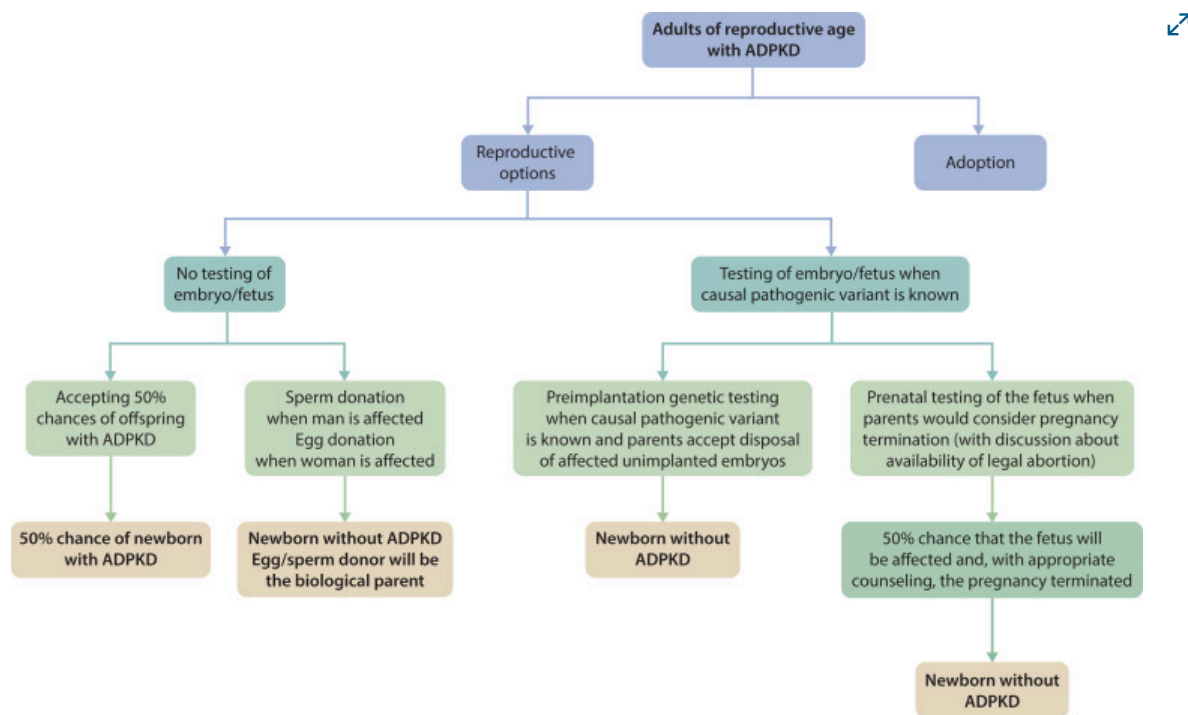 Adults of reproductive age
with ADPKD
Reproductive
options
Adoption
No testing of
embryo/fetus
Testing of embryo/fetus when
causal pathogenic variant is known
Accepting 50%
chances of offspring
with ADPKD
Sperm donation
when man is affected
Egg donation
when woman is affected
Preimplantation genetic testing
when causal pathogenic variant
is known and parents accept disposal
of affected unimplanted embryos
Prenatal testing of the fetus when
parents would consider pregnancy
termination (with discussion about
availability of legal abortion)
50% chance of newborn
with ADPKD
Newborn without ADPKD
Egg/sperm donor will be
the biological parent
Newborn without
ADPKD
50% chance that the fetus will
be affected and, with appropriate
counseling, the pregnancy terminated
Newborn without
ADPKD